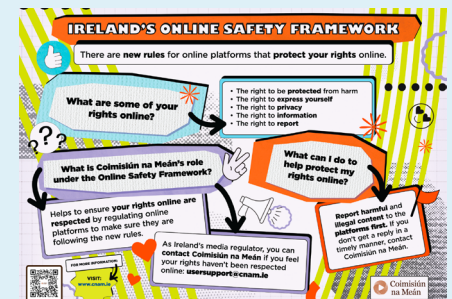 IRELAND'S ONLINE SAFETY FRAMEWORK
There are new rules for online platforms that protect your rights online.
What are some of your
rights online?
• The right to be protected from harm
• The right to express yourself
• The right to privacy
• The right to information
• The right to report
???
What is Coimisiún na Meán's role
under the Online Safety Framework?
What can I do to
help protect my
rights online?
Helps to ensure your rights online are
respected by regulating online
platforms to make sure they are
following the new rules.
Report harmful and
illegal content to the
platforms first. If you
don't get a reply in a
timely manner, contact
Coimisiún na Meán.
As Ireland's media regulator, you can
contact Coimisiún na Meán if you feel
your rights haven't been respected
online: usersupport@cnam.ie
FOR MORE INFORMATION:
VISIT:
www.cnam.ie
Coimisiún
na Meán